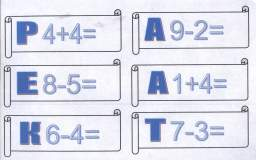 Р 4+4=
А 9-2=
Е 8-5=
А 1+4=
К 6-4=
Т 7-3=